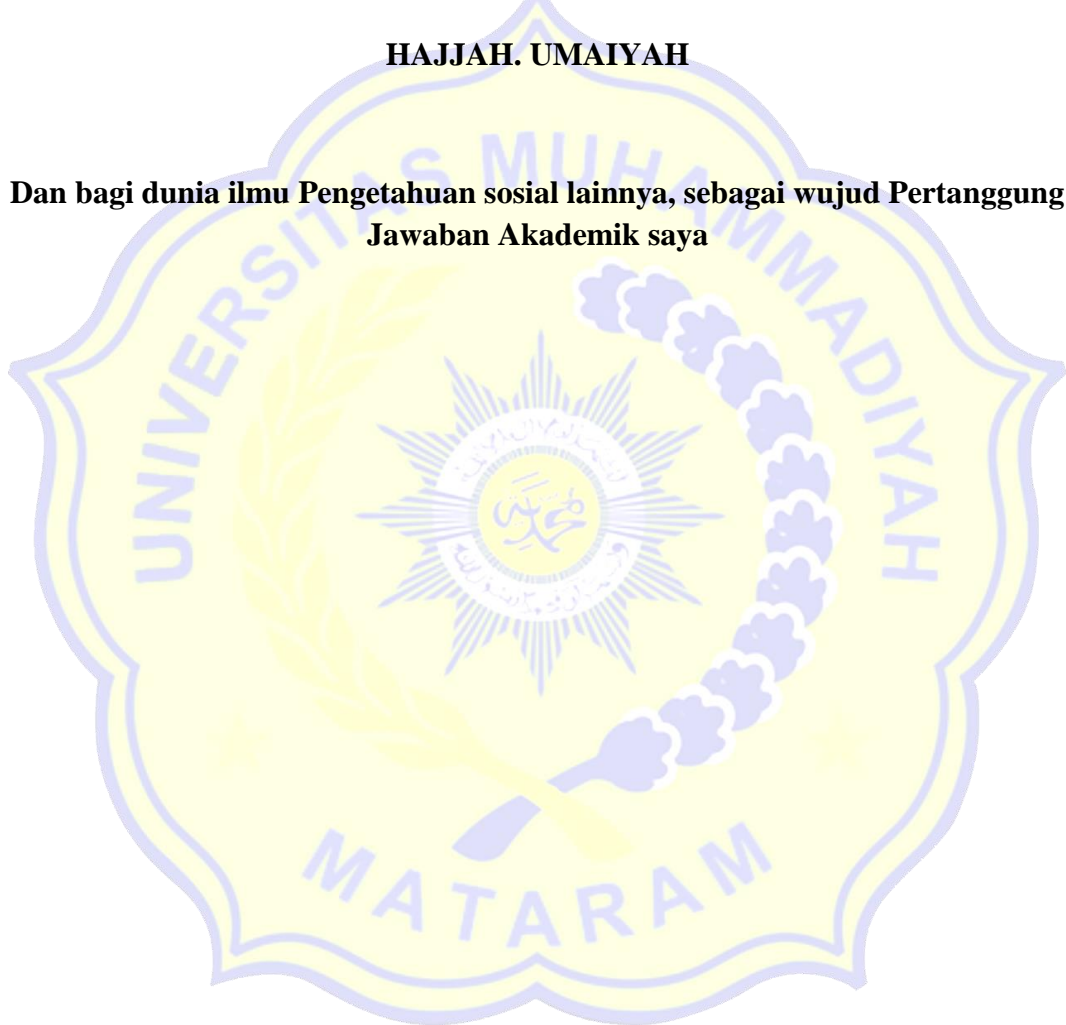 HAJJAH. UMAIYAH
Dan bagi dunia ilmu Pengetahuan sosial lainnya, sebagai wujud Pertanggung
Jawaban Akademik saya
UNIVERSITAS MUHAMMADIYAH
MATARAM